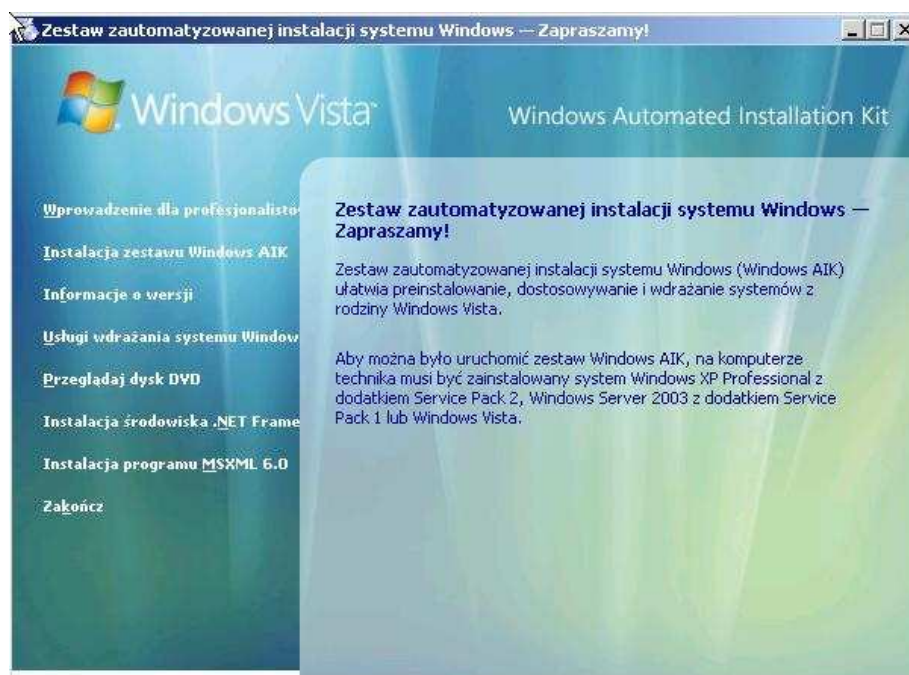 Zestaw zautomatyzowanej instalacji systemu Windows — Zapraszamy!
Windows Vista™
Windows Automated Installation Kit
Wprowadzenie dla profesjonalisto
Instalacja zestawu Windows AIK
Informacje o wersji
Usługi wdrażania systemu Window
Przeglądaj dysk DVD
Instalacja środowiska .NET Frame
Instalacja programu MSXML 6.0
Zakończ
Zestaw zautomatyzowanej instalacji systemu Windows —
Zapraszamy!
Zestaw zautomatyzowanej instalacji systemu Windows (Windows AIK)
ułatwia preinstalowanie, dostosowywanie i wdrażanie systemów z
rodziny Windows Vista.
Aby można było uruchomić zestaw Windows AIK, na komputerze
technika musi być zainstalowany system Windows XP Professional z
dodatkiem Service Pack 2, Windows Server 2003 z dodatkiem Service
Pack 1 lub Windows Vista.